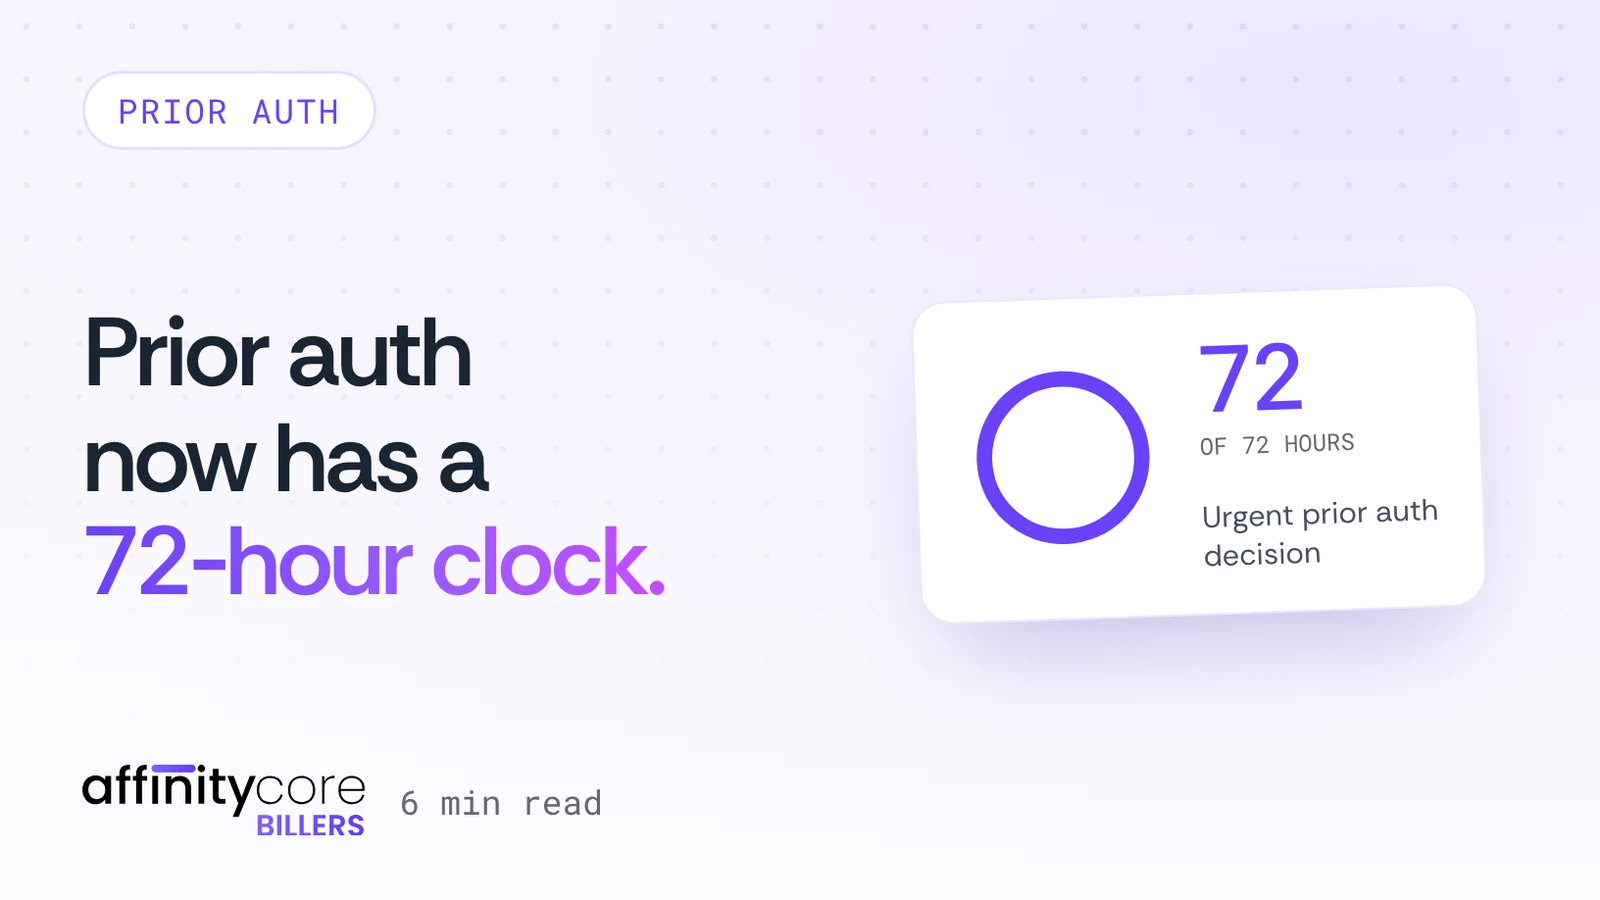 PRIOR AUTH
Prior auth
now has a
72-hour clock.
72
OF 72 HOURS
Urgent prior auth
decision
affinitycore
BILLERS
6 min read